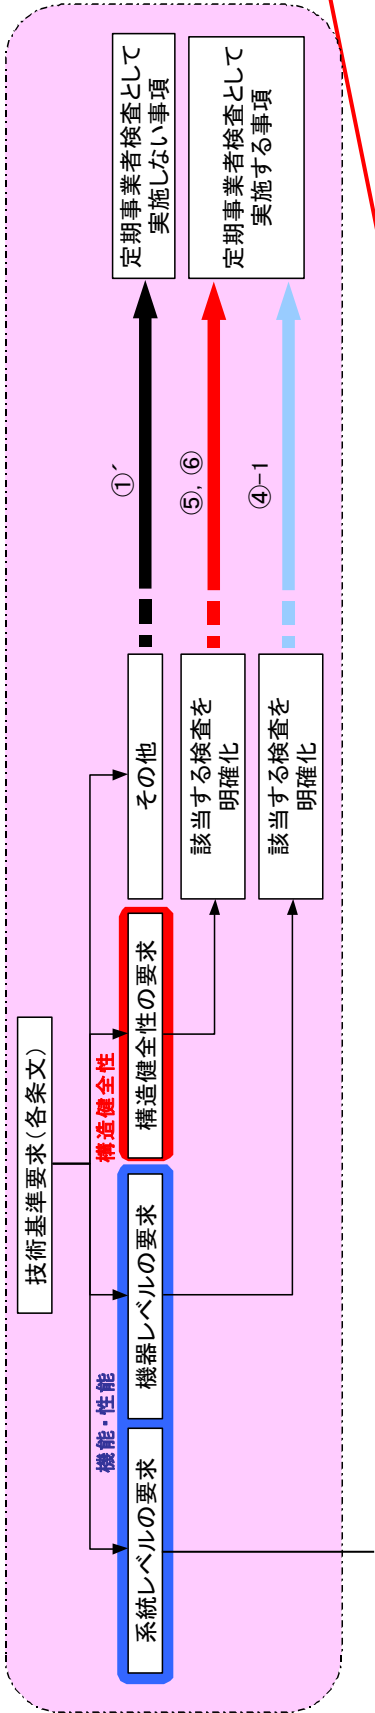 技術基準要求(各条文)
機能・性能
構造健全性
系統レベルの要求
機器レベルの要求
構造健全性の要求
その他
該当する検査を
明確化
該当する検査を
明確化
①´
⑤, ⑥
④-1
定期事業者検査として
実施しない事項
定期事業者検査として
実施する事項